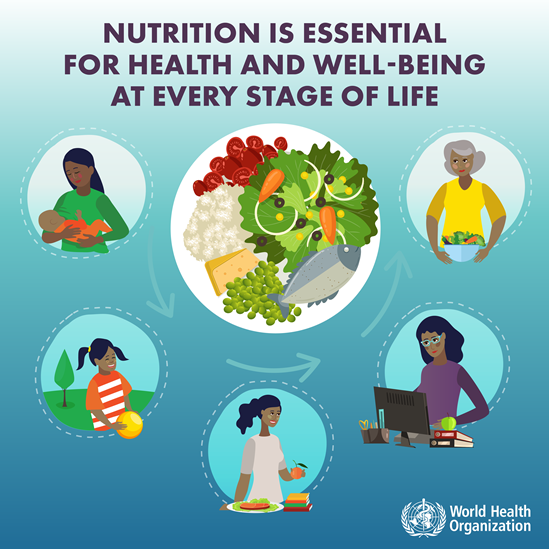 NUTRITION IS ESSENTIAL
FOR HEALTH AND WELL-BEING
AT EVERY STAGE OF LIFE
World Health
Organization